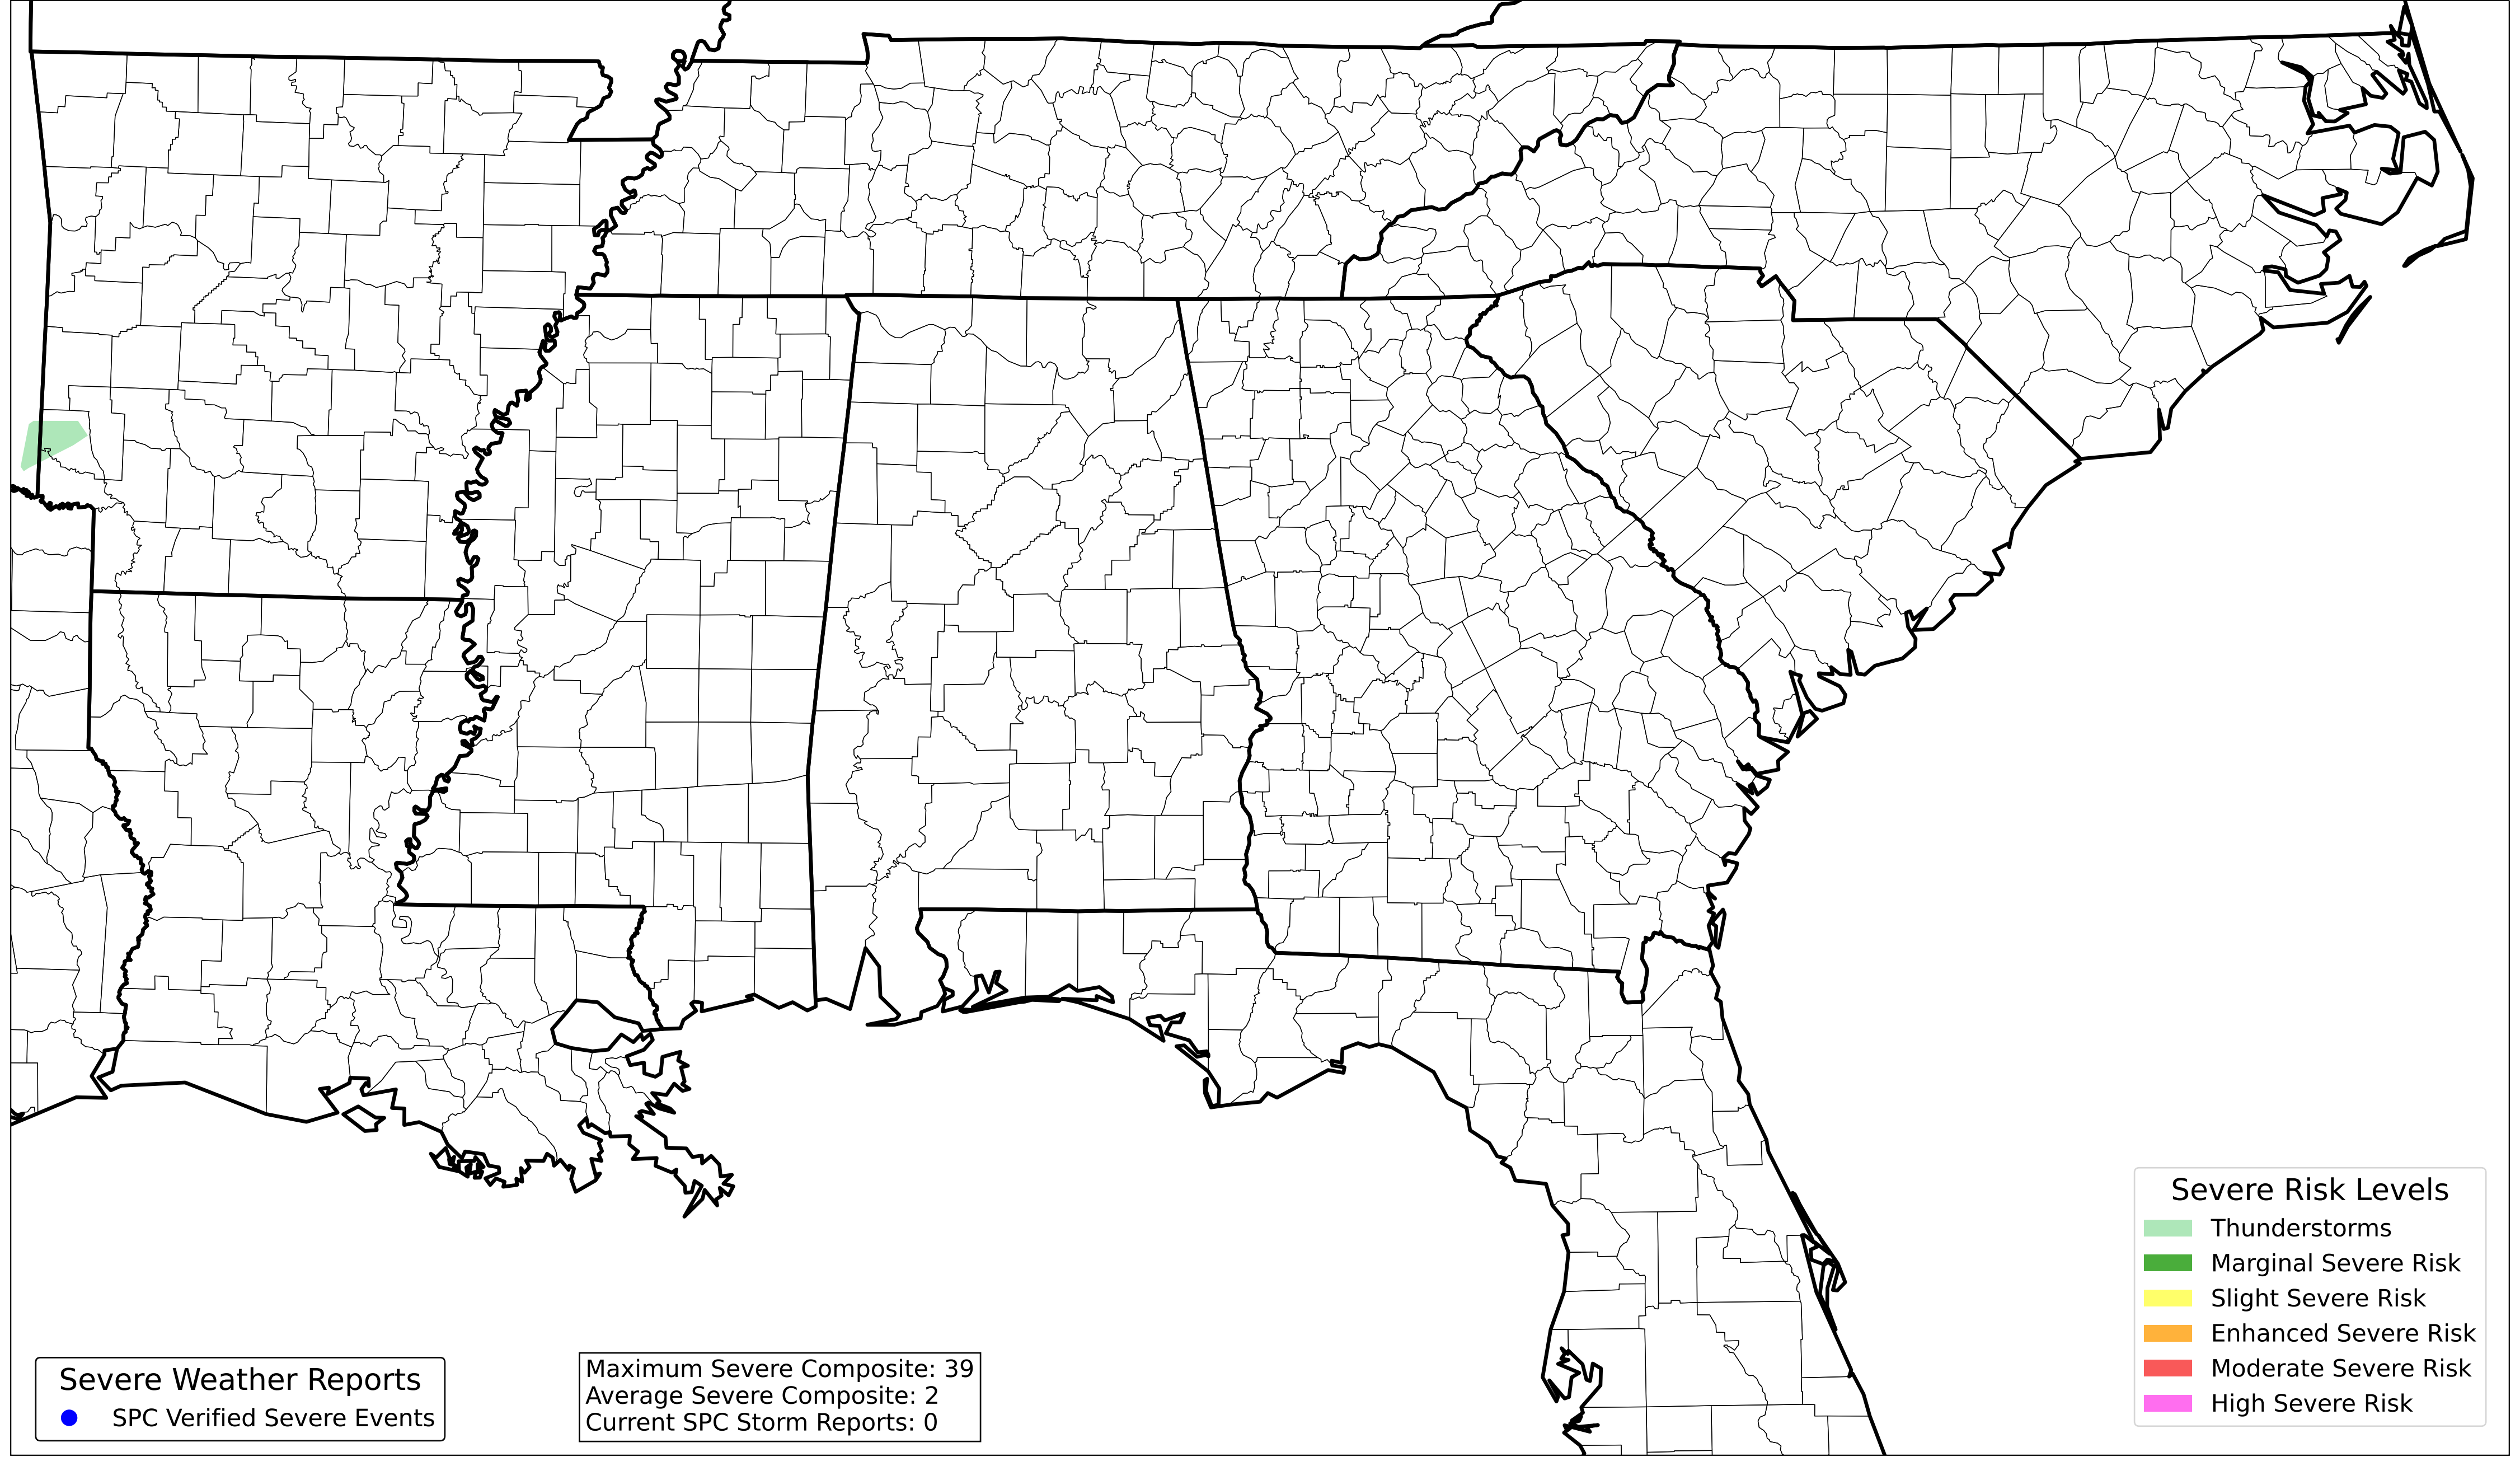 Severe Weather Reports
SPC Verified Severe Events
Maximum Severe Composite: 39
Average Severe Composite: 2
Current SPC Storm Reports: 0
Severe Risk Levels
Thunderstorms
Marginal Severe Risk
Slight Severe Risk
Enhanced Severe Risk
Moderate Severe Risk
High Severe Risk